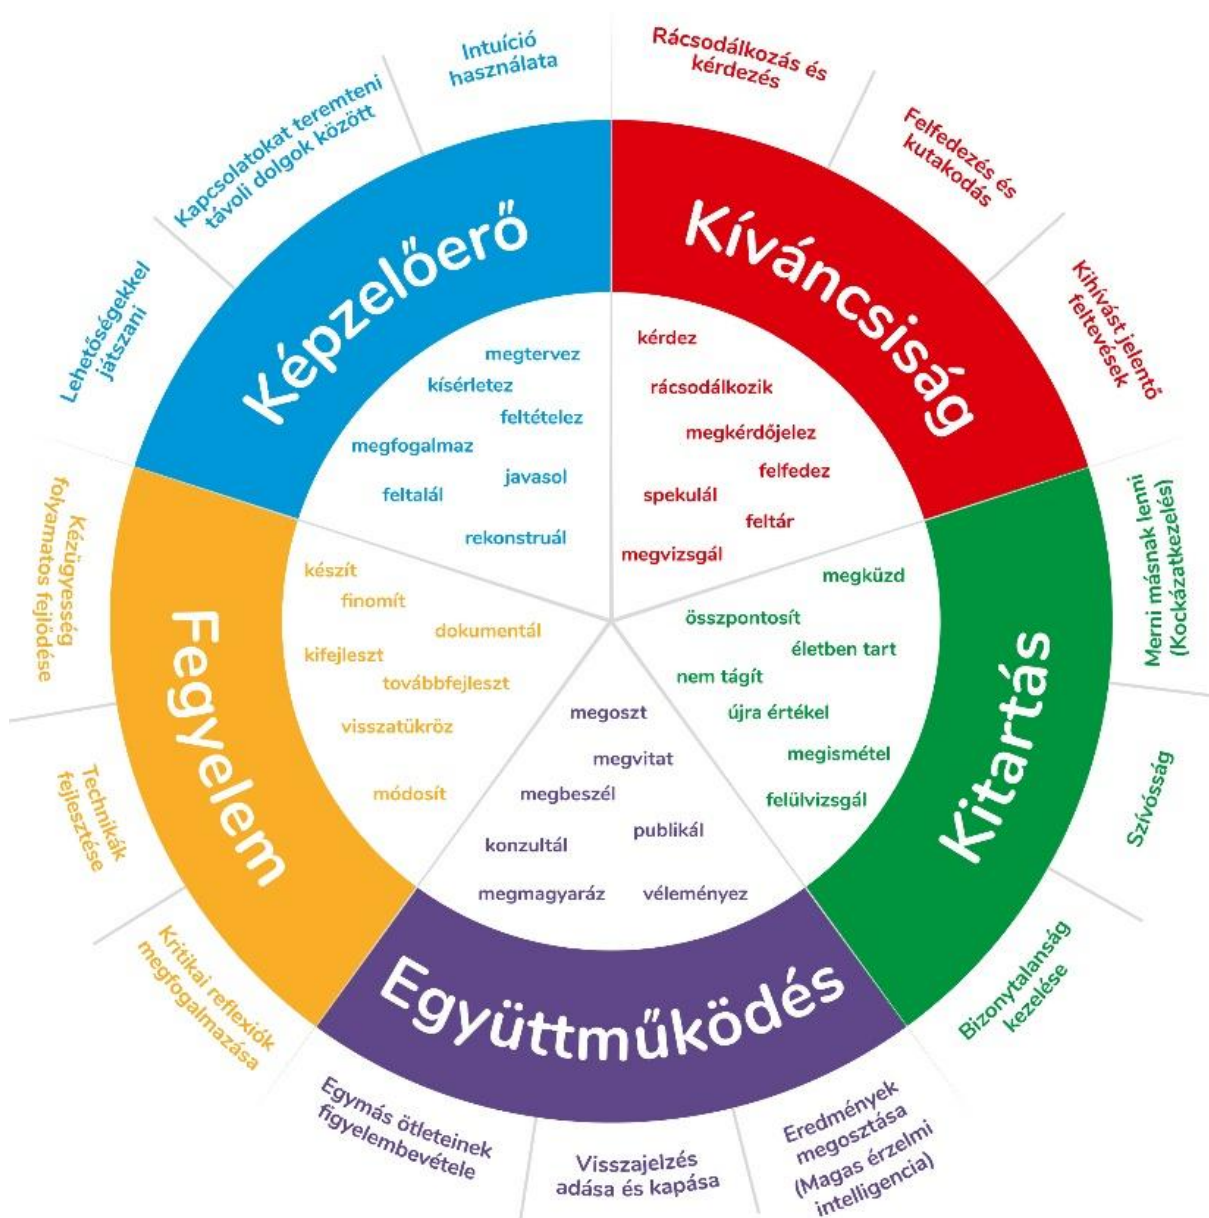 Intuíció
használata
Kapcsolatokat teremteni
távoli dolgok között
Lehetőségekkel
játszani
Képzelőerő
megtervez
kísérletez
feltételez
megfogalmaz
javasol
feltalál
rekonstruál
Rácsodálkozás és
kérdezés
Felfedezés és
kutakodás
Kihívást jelentő
feltevések
Kíváncsiság
kérdez
rácsodálkozik
megkérdőjelez
felfedez
spekulál
feltár
megvizsgál
Merni másnak lenni
(Kockázatkezelés)
Szívósság
Bizonytalanság
kezelése
Kitartás
megküzd
összpontosít
életben tart
nem tágít
újra értékel
megismétel
felülvizsgál
Eredmények
megosztása
(Magas érzelmi
intelligencia)
Visszajelzés
adása és kapása
Egymás ötleteinek
figyelembevétele
Együttműködés
megoszt
megvitat
megbeszél
publikál
konzultál
megmagyaráz
véleményez
Kritikai reflexiók
megfogalmazása
Technikák
fejlesztése
Kézügyesség
folyamatos fejlődése
Fegyelem
készít
finomít
dokumentál
kifejleszt
továbbfejleszt
visszatükröz
módosít